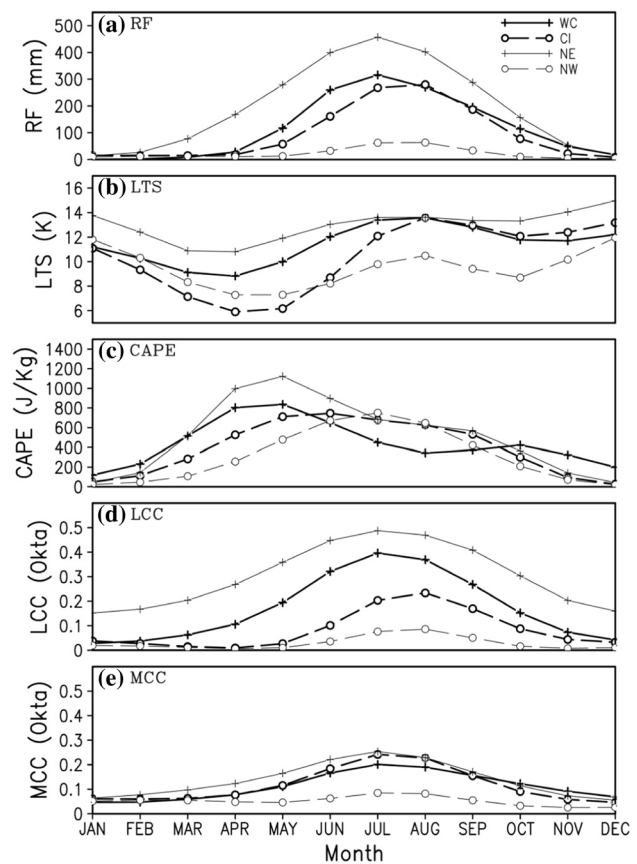 (a) RF
WC
CI
NE
NW
RF (mm)
500
400
300
200
100
0
(b) LTS
LTS (K)
16
14
12
10
8
6
(c) CAPE
CAPE (J/Kg)
1400
1200
1000
800
600
400
200
0
(d) LCC
LCC (Okta)
0.5
0.4
0.3
0.2
0.1
0
(e) MCC
MCC (Okta)
0.5
0.4
0.3
0.2
0.1
0
JAN FEB MAR APR MAY JUN JUL AUG SEP OCT NOV DEC
Month